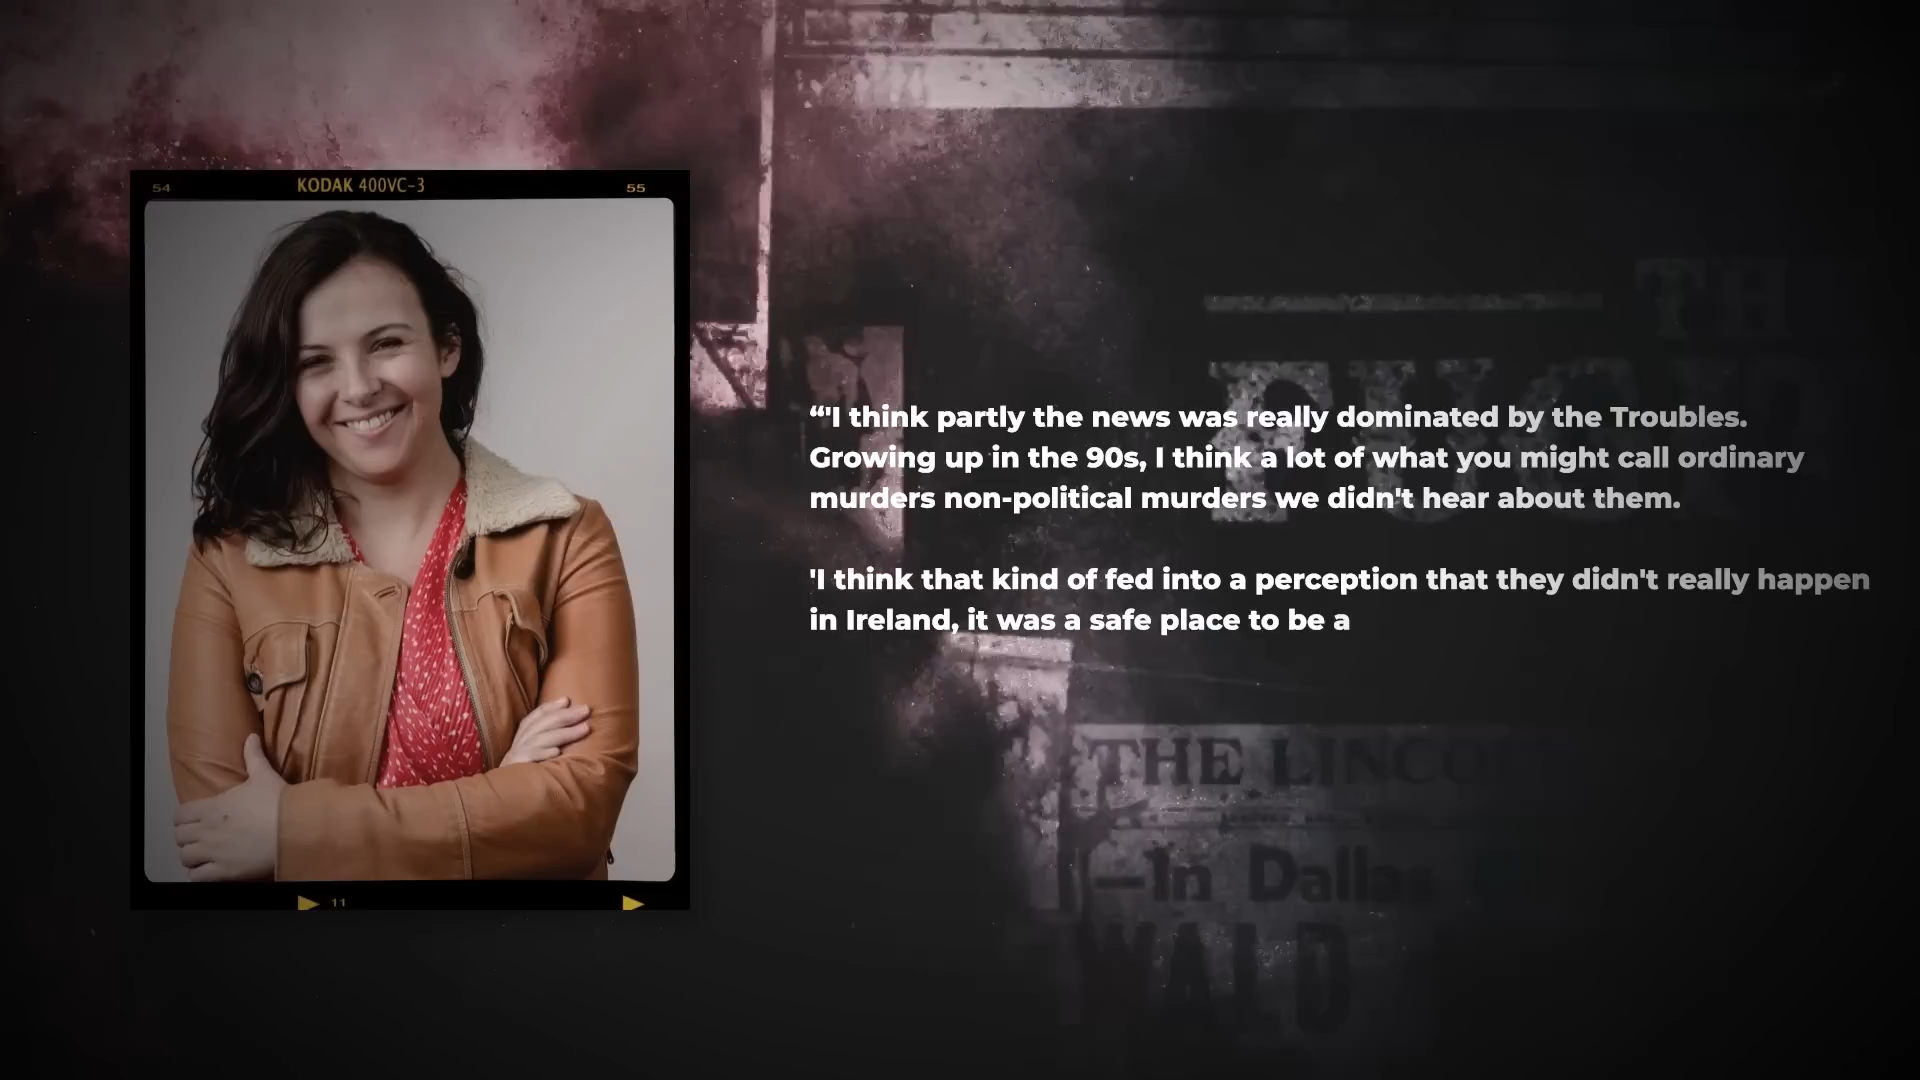 54
KODAK 400VC-3
55
“'I think partly the news was really dominated by the Troubles.
Growing up in the 90s, I think a lot of what you might call ordinary
murders non-political murders we didn't hear about them.
'I think that kind of fed into a perception that they didn't really happen
in Ireland, it was a safe place to be a
11
TH
THE LINCO
—In Dallas
WALD